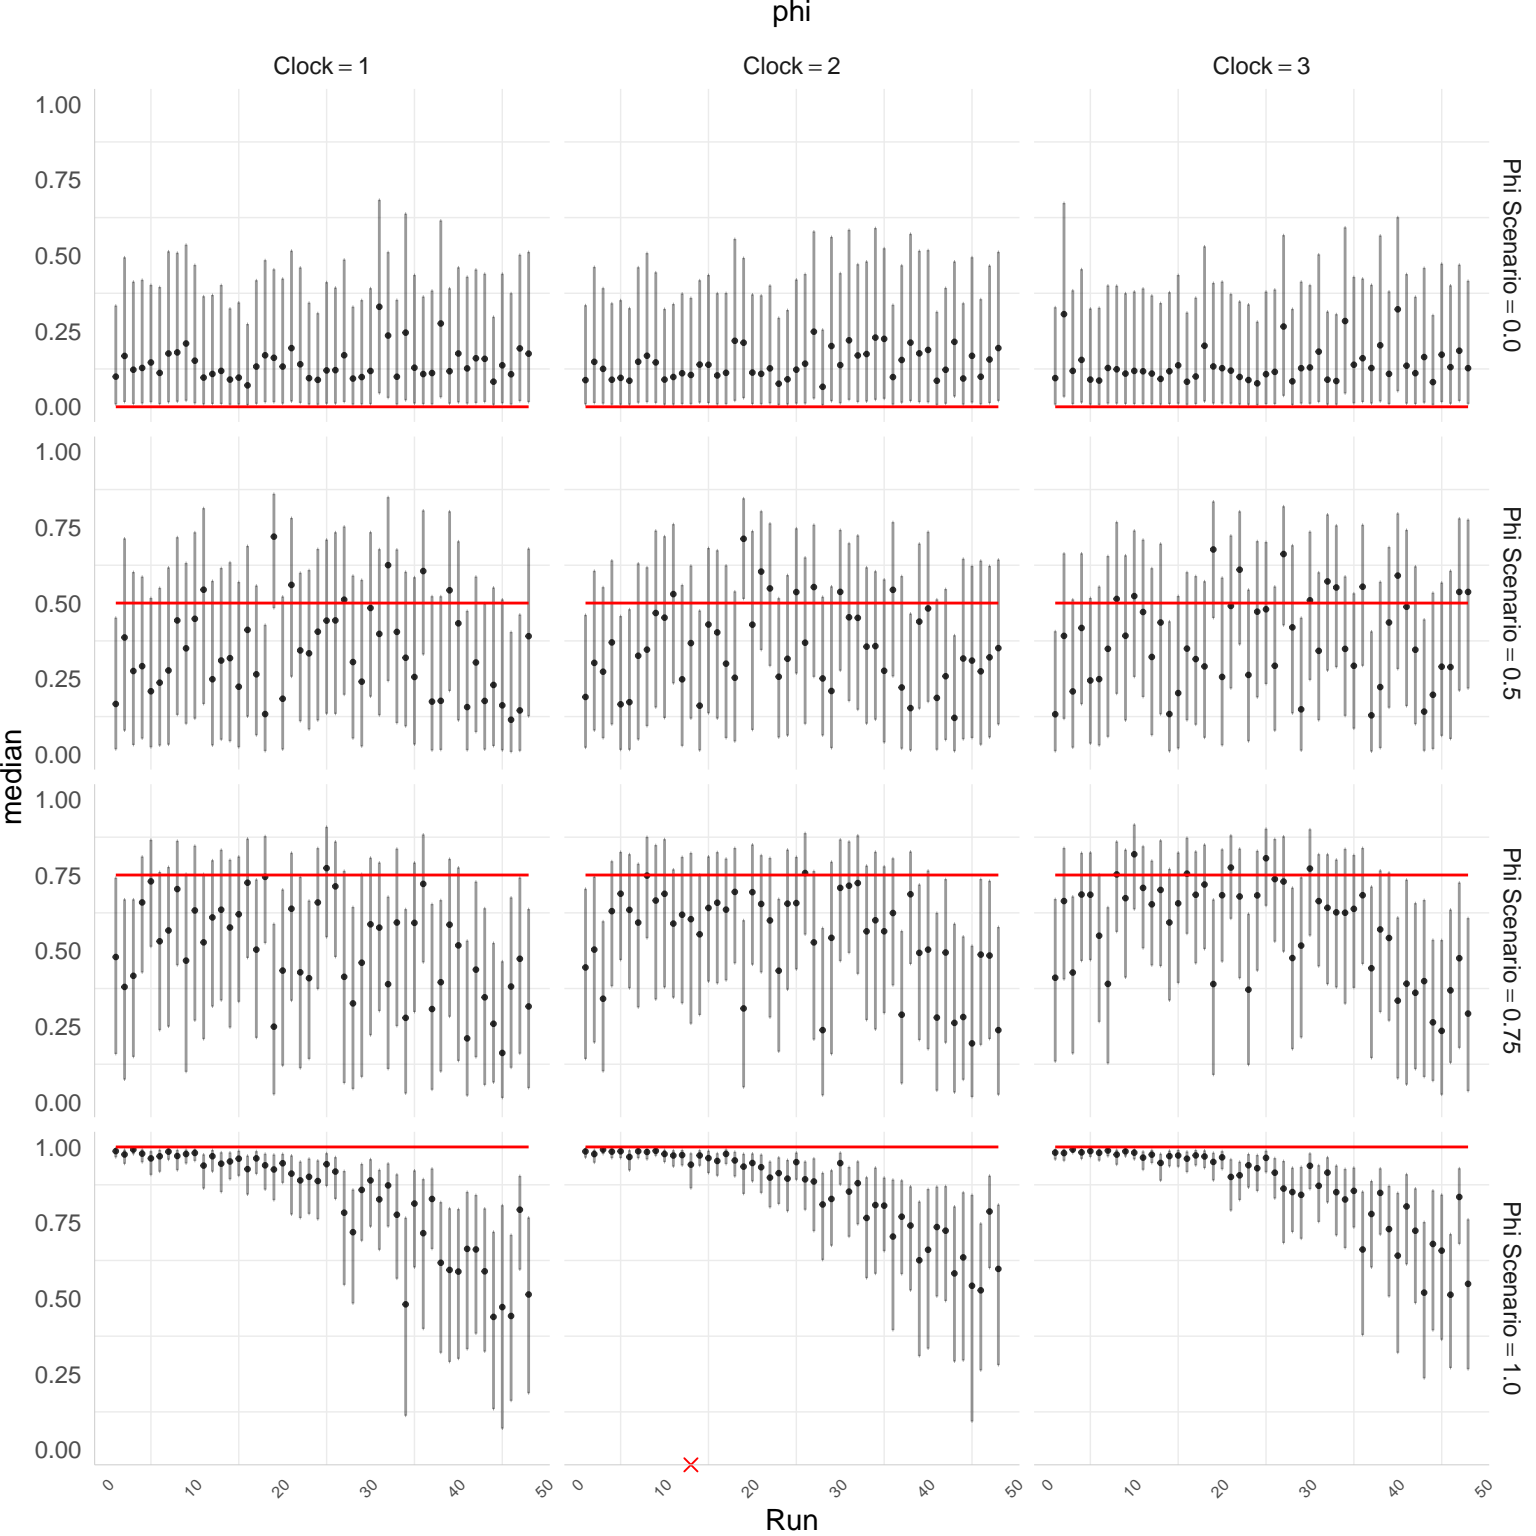 phi
Clock = 1 Clock = 2 Clock = 3
1.00
0.75
0.50
0.25
0.00
Phi Scenario = 0.0
1.00
0.75
0.50
0.25
0.00
Phi Scenario = 0.5
median
1.00
0.75
0.50
0.25
0.00
Phi Scenario = 0.75
1.00
0.75
0.50
0.25
0.00
Phi Scenario = 1.0
0 10 20 30 40 50 0 10 20 30 40 50 0 10 20 30 40 50
Run